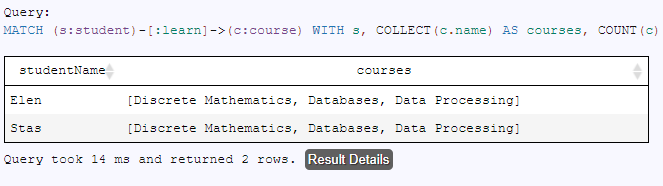 Query:
MATCH (s:student)-[:learn]->(c:course) WITH s, COLLECT(c.name) AS courses, COUNT(c)
studentName courses
Elen [Discrete Mathematics, Databases, Data Processing]
Stas [Discrete Mathematics, Databases, Data Processing]
Query took 14 ms and returned 2 rows. Result Details